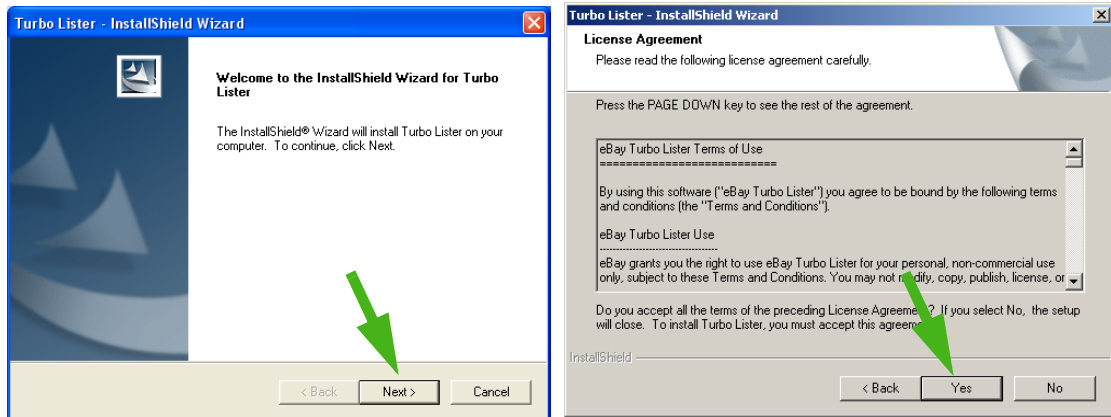 Turbo Lister - InstallShield Wizard
Welcome to the InstallShield Wizard for Turbo
Lister
The InstallShield® Wizard will install Turbo Lister on your
computer. To continue, click Next.
< Back
Next >
Cancel
Turbo Lister - InstallShield Wizard
License Agreement
Please read the following license agreement carefully.
Press the PAGE DOWN key to see the rest of the agreement.
eBay Turbo Lister Terms of Use
============================
By using this software ("eBay Turbo Lister") you agree to be bound by the following terms
and conditions (the "Terms and Conditions").
eBay Turbo Lister Use
-----------------------------------
eBay grants you the right to use eBay Turbo Lister for your personal, non-commercial use
only, subject to these Terms and Conditions. You may not modify, copy, publish, license, or
Do you accept all the terms of the preceding License Agreement? If you select No, the setup
will close. To install Turbo Lister, you must accept this agreement.
InstallShield
< Back
Yes
No